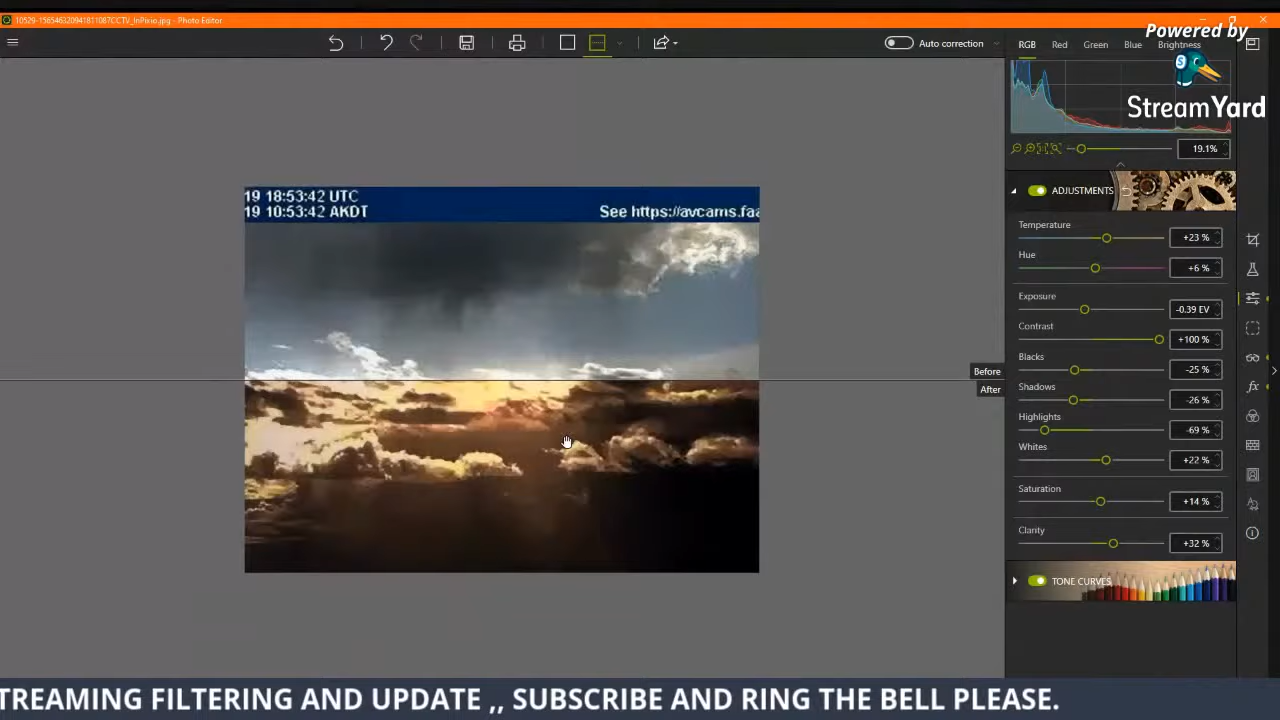 10529-1565463209418110B7CCTV_InPixio.jpg - Photo Editor
Auto correction
RGB Red Green Blue Brightness
Powered by
StreamYard
19.1%
19 18:53:42 UTC
19 10:53:42 AKDT
See https://avcams.faa
Before
After
ADJUSTMENTS
Temperature
+23 %
Hue
+6 %
Exposure
-0.39 EV
Contrast
+100 %
Blacks
-25 %
Shadows
-26 %
Highlights
-69 %
Whites
+22 %
Saturation
+14 %
Clarity
+32 %
TONE CURVES
TREAMING FILTERING AND UPDATE ,, SUBSCRIBE AND RING THE BELL PLEASE.